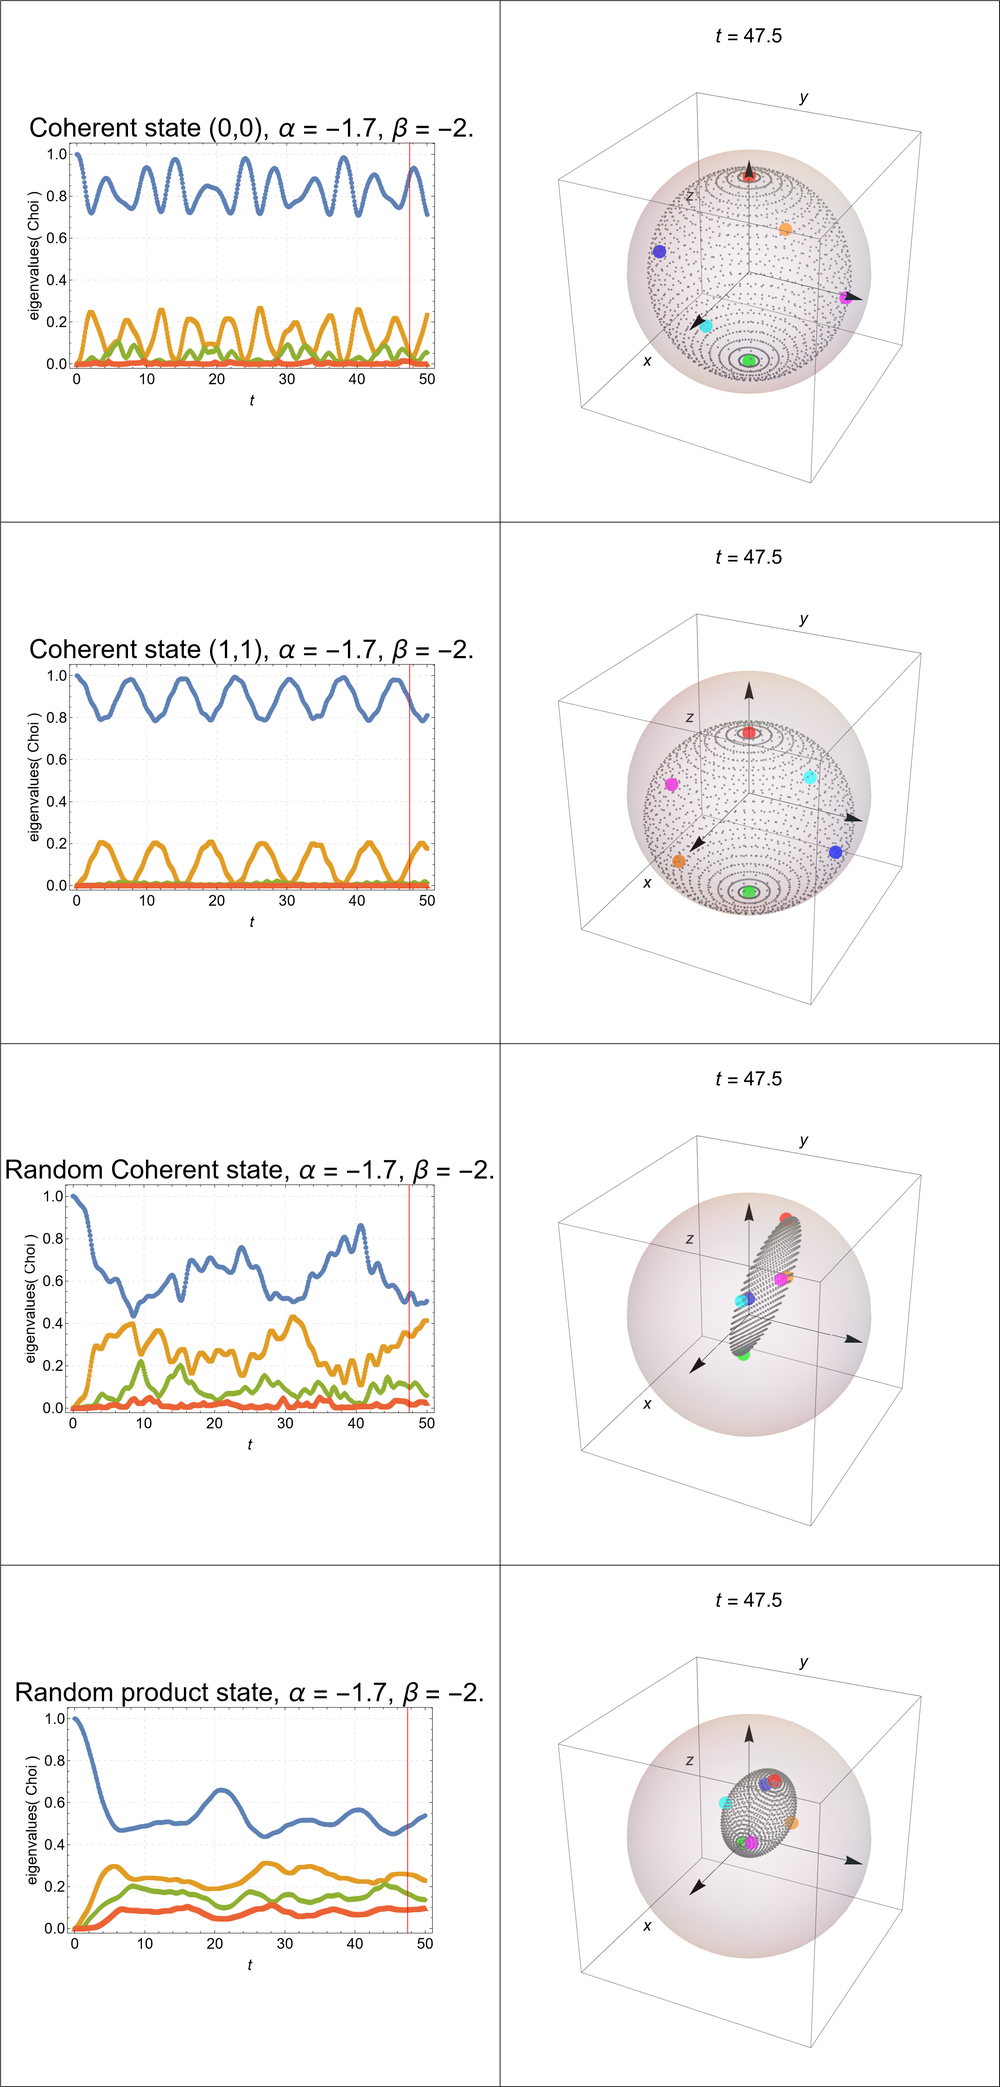 Coherent state (0,0), α = −1.7, β = −2.
eigenvalues( Choi )
1.0
0.8
0.6
0.4
0.2
0.0
0 10 20 30 40 50
t
t = 47.5
y
z
x
Coherent state (1,1), α = −1.7, β = −2.
eigenvalues( Choi )
1.0
0.8
0.6
0.4
0.2
0.0
0 10 20 30 40 50
t
t = 47.5
y
z
x
Random Coherent state, α = −1.7, β = −2.
eigenvalues( Choi )
1.0
0.8
0.6
0.4
0.2
0.0
0 10 20 30 40 50
t
t = 47.5
y
z
x
Random product state, α = −1.7, β = −2.
eigenvalues( Choi )
1.0
0.8
0.6
0.4
0.2
0.0
0 10 20 30 40 50
t
t = 47.5
y
z
x